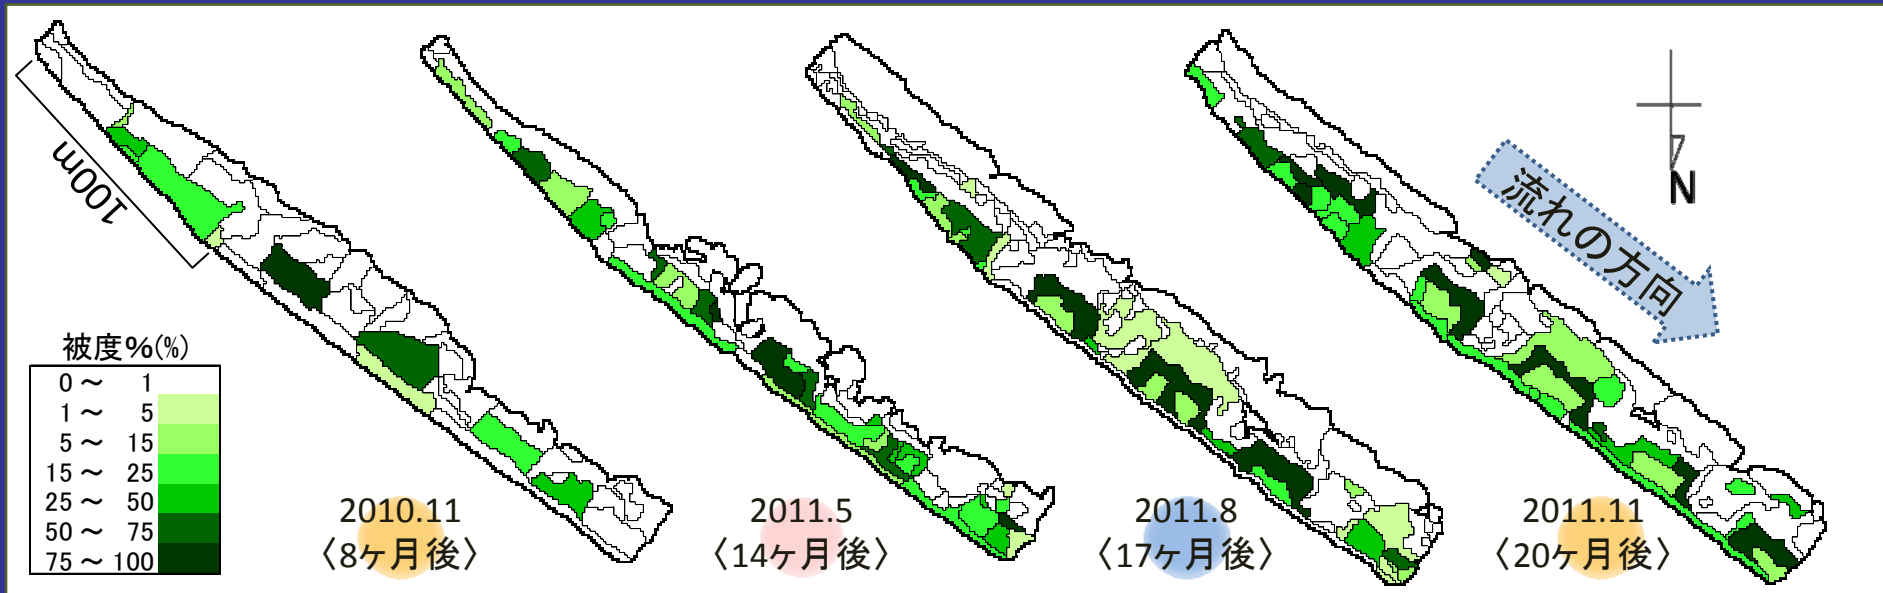 100m
被度%(%)
0 ～ 1
1 ～ 5
5 ～ 15
15 ～ 25
25 ～ 50
50 ～ 75
75 ～ 100
2010.11
〈8ヶ月後〉
2011.5
〈14ヶ月後〉
2011.8
〈17ヶ月後〉
2011.11
〈20ヶ月後〉
流れの方向
N